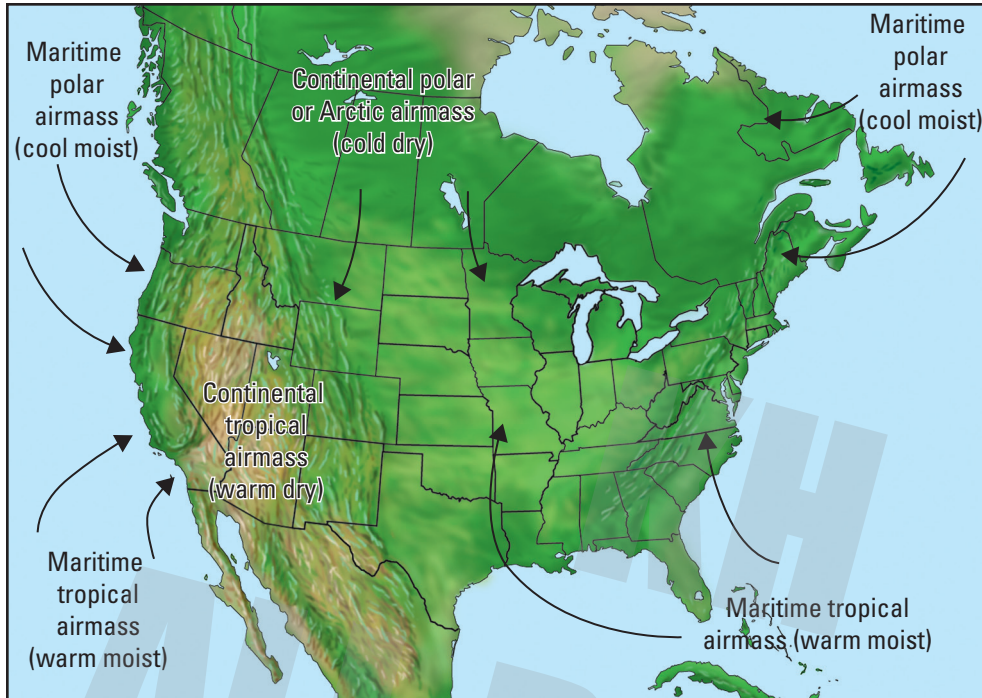 Maritime
polar
airmass
(cool moist)
Continental polar
or Arctic airmass
(cold dry)
Maritime
polar
airmass
(cool moist)
Continental
tropical
airmass
(warm dry)
Maritime
tropical
airmass
(warm moist)
Maritime tropical
airmass (warm moist)